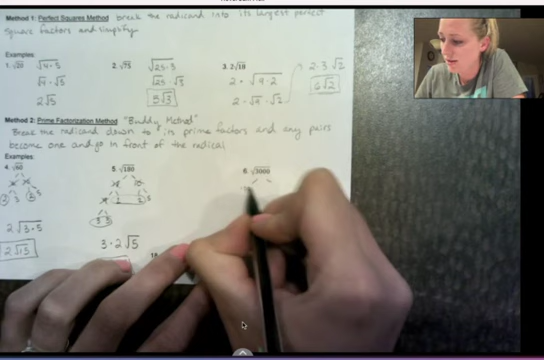 Method 1: Perfect Squares Method break the radicand into its largest perfect
square factors and simplify
Examples:
1. √20 √4·5
√4 · √5
2√5
2. √75 √25·3
√25 · √3
5√3
3. 2√18
2 · √9·2
2 · √9 · √2
2·3√2
6√2
Method 2: Prime Factorization Method "Buddy Method"
Break the radicand down to its prime factors and any pairs
become one and go in front of the radical
Examples:
4. √60
2√3·5
2√15
5. √180
3·2√5
6. √3000